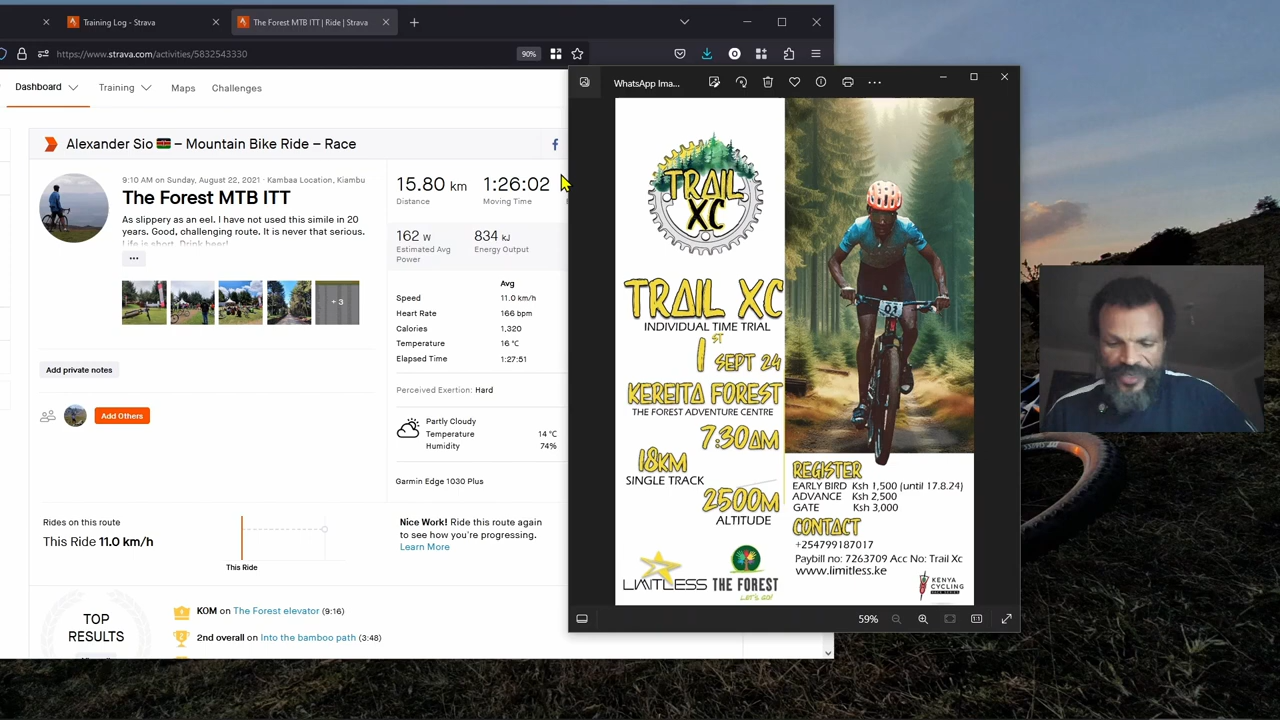 Training Log - Strava
The Forest MTB ITT | Ride | Strava
https://www.strava.com/activities/5832543330
90%
Dashboard
Training
Maps
Challenges
Alexander Sio 🇰🇪 – Mountain Bike Ride – Race
9:10 AM on Sunday, August 22, 2021 · Kambaa Location, Kiambu
The Forest MTB ITT
As slippery as an eel. I have not used this simile in 20
years. Good, challenging route. It is never that serious.
Life is short. Drink beer!
+ 3
Add private notes
Add Others
15.80 km
Distance
1:26:02
Moving Time
162 W
Estimated Avg
Power
834 kJ
Energy Output
Avg
Speed 11.0 km/h
Heart Rate 166 bpm
Calories 1,320
Temperature 16 °C
Elapsed Time 1:27:51
Perceived Exertion: Hard
Partly Cloudy
Temperature 14 °C
Humidity 74%
Garmin Edge 1030 Plus
Rides on this route
This Ride 11.0 km/h
This Ride
Nice Work! Ride this route again
to see how you're progressing.
Learn More
TOP
RESULTS
KOM on The Forest elevator (9:16)
2nd overall on Into the bamboo path (3:48)
WhatsApp Ima...
TRAIL
XC
TRAIL XC
INDIVIDUAL TIME TRIAL
1ST SEPT 24
KEREITA FOREST
THE FOREST ADVENTURE CENTRE
7:30AM
18KM
SINGLE TRACK
2500M
ALTITUDE
LIMITLESS
THE FOREST
LET'S GO!
01
REGISTER
EARLY BIRD Ksh 1,500 (until 17.8.24)
ADVANCE Ksh 2,500
GATE Ksh 3,000
CONTACT
+254799187017
Paybill no: 7263709 Acc No: Trail Xc
www.limitless.ke
KENYA
CYCLING
59%